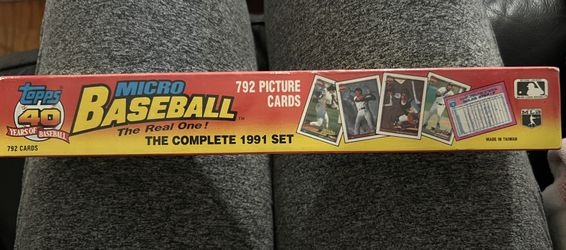 topps
40
YEARS OF BASEBALL
792 CARDS
MICRO
BASEBALL™
The Real One!
THE COMPLETE 1991 SET
792 PICTURE
CARDS
MADE IN TAIWAN